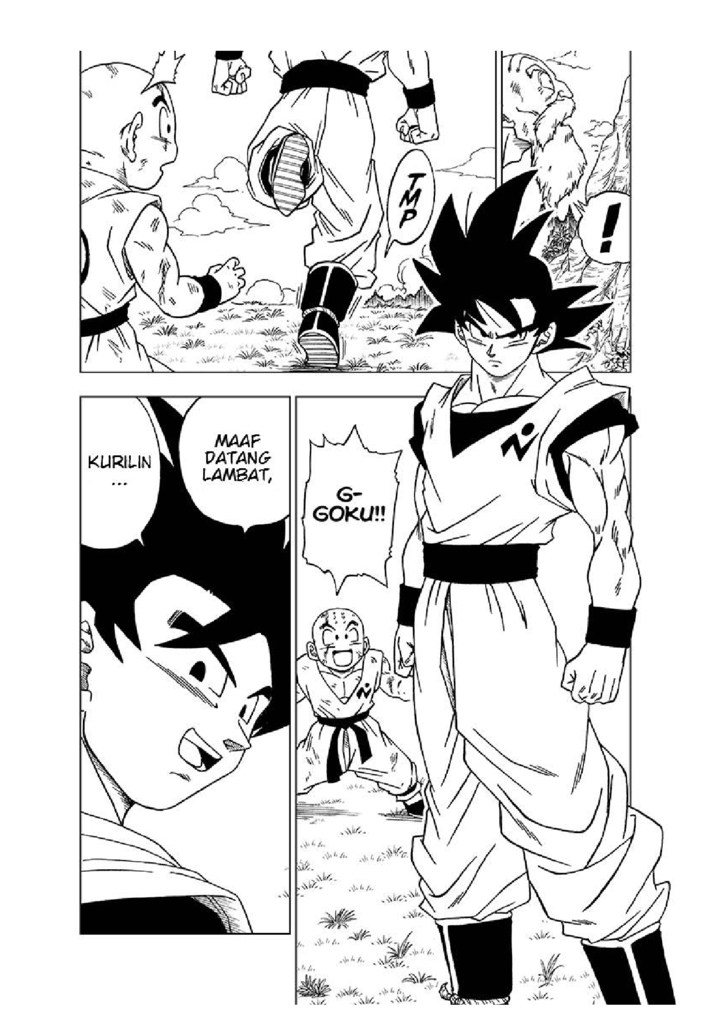 TMP
!
G-
GOKU!!
MAAF
DATANG
LAMBAT,
KURILIN
...